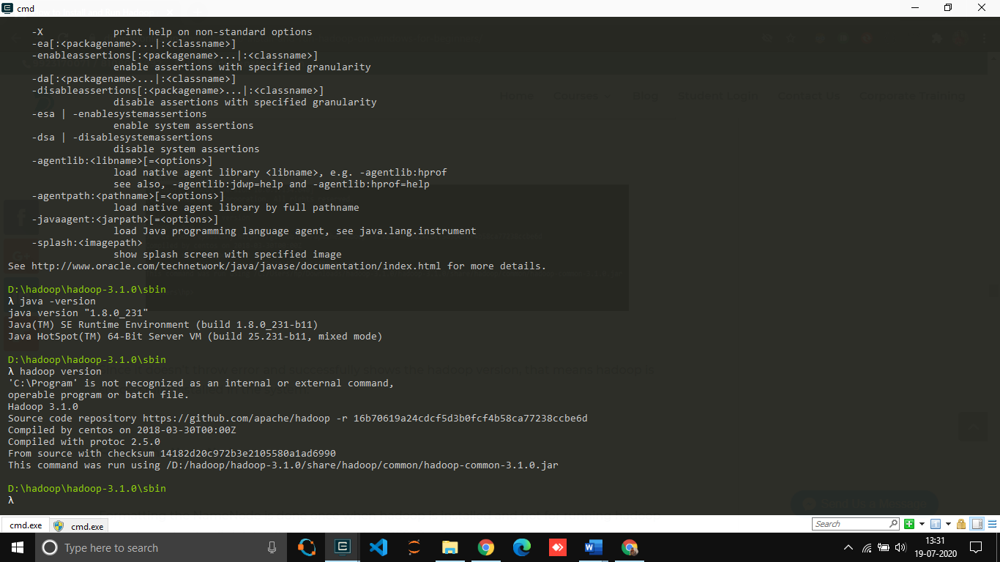 cmd
-X print help on non-standard options
-ea[:<packagename>...|:<classname>]
-enableassertions[:<packagename>...|:<classname>]
enable assertions with specified granularity
-da[:<packagename>...|:<classname>]
-disableassertions[:<packagename>...|:<classname>]
disable assertions with specified granularity
-esa | -enablesystemassertions
enable system assertions
-dsa | -disablesystemassertions
disable system assertions
-agentlib:<libname>[=<options>]
load native agent library <libname>, e.g. -agentlib:hprof
see also, -agentlib:jdwp=help and -agentlib:hprof=help
-agentpath:<pathname>[=<options>]
load native agent library by full pathname
-javaagent:<jarpath>[=<options>]
load Java programming language agent, see java.lang.instrument
-splash:<imagepath>
show splash screen with specified image
See http://www.oracle.com/technetwork/java/javase/documentation/index.html for more details.
D:\hadoop\hadoop-3.1.0\sbin
λ java -version
java version "1.8.0_231"
Java(TM) SE Runtime Environment (build 1.8.0_231-b11)
Java HotSpot(TM) 64-Bit Server VM (build 25.231-b11, mixed mode)
D:\hadoop\hadoop-3.1.0\sbin
λ hadoop version
'C:\Program' is not recognized as an internal or external command,
operable program or batch file.
Hadoop 3.1.0
Source code repository https://github.com/apache/hadoop -r 16b70619a24cdcf5d3b0fcf4b58ca77238ccbe6d
Compiled by centos on 2018-03-30T00:00Z
Compiled with protoc 2.5.0
From source with checksum 14182d20c972b3e2105580a1ad6990
This command was run using /D:/hadoop/hadoop-3.1.0/share/hadoop/common/hadoop-common-3.1.0.jar
D:\hadoop\hadoop-3.1.0\sbin
λ
Home Courses Blog Student Login Contact Us Corporate Training
Send Us a Message
cmd.exe cmd.exe Search
Type here to search
13:31
19-07-2020